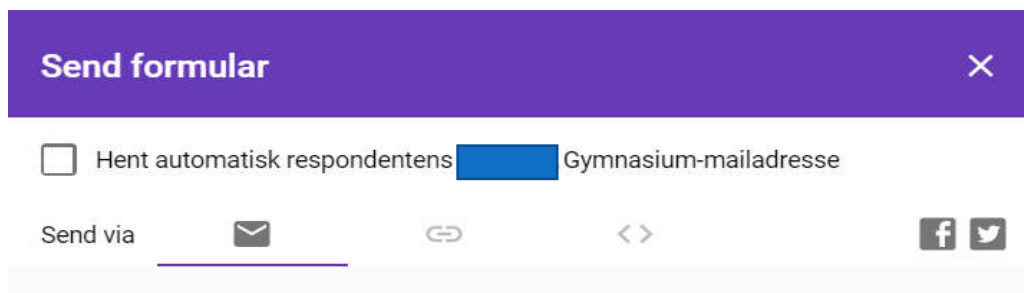 Send formular
Hent automatisk respondentens Gymnasium-mailadresse
Send via